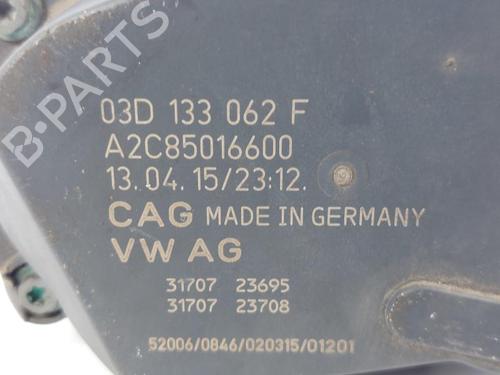 03D 133 062 F
A2C85016600
13.04.15/23:12.
CAG MADE IN GERMANY
VW AG
31707 23695
31707 23708
52006/0846/020315/01201